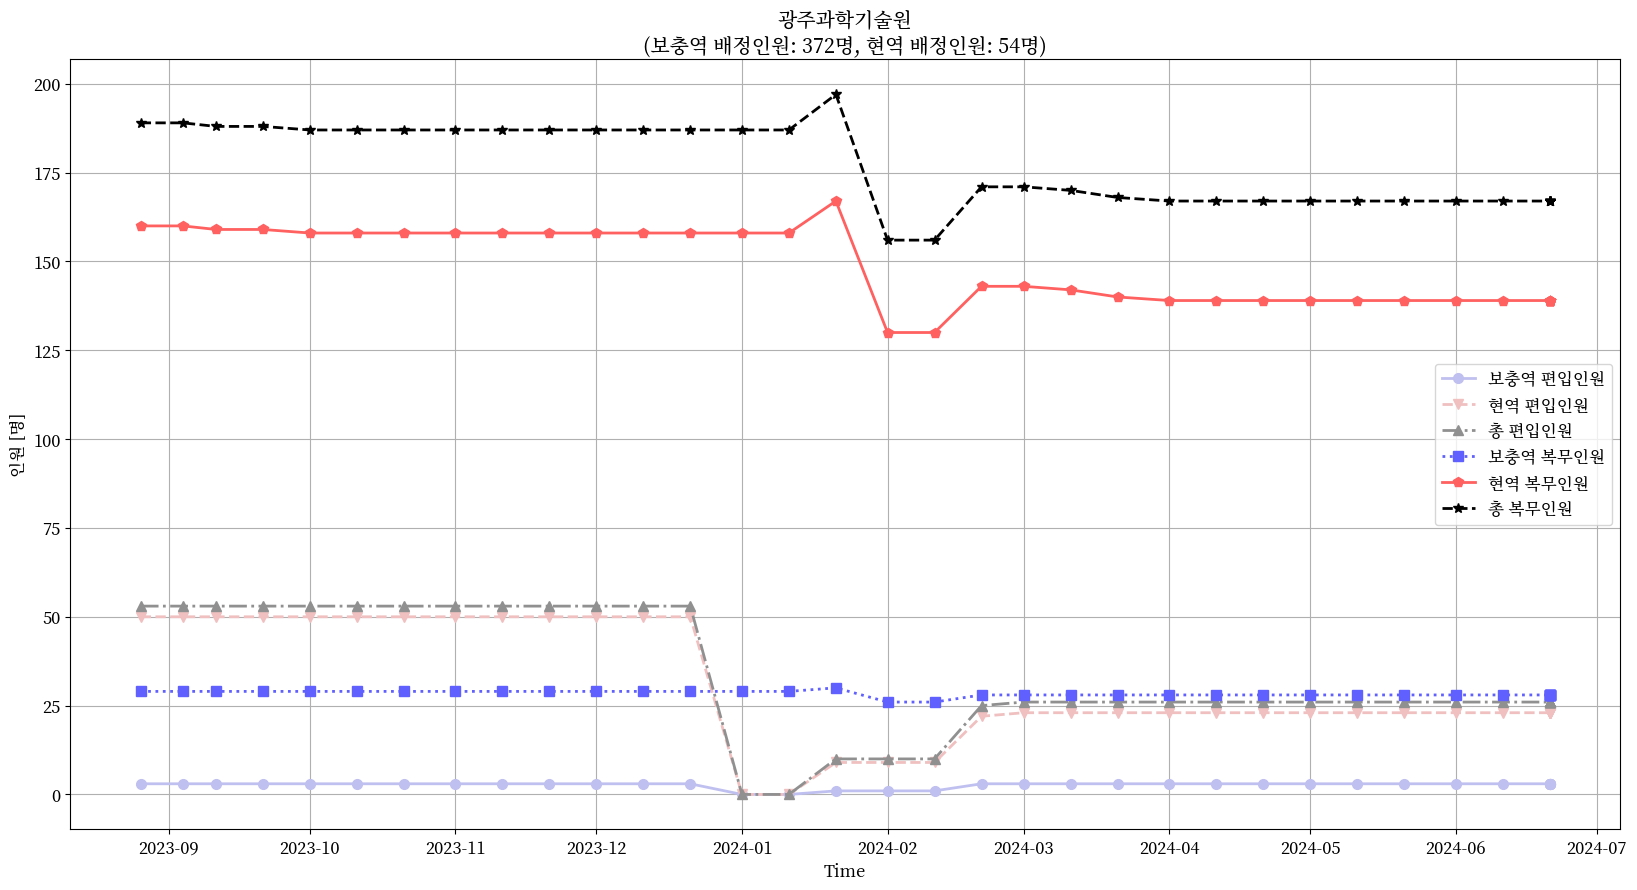 광주과학기술원
(보충역 배정인원: 372명, 현역 배정인원: 54명)
인원 [명]
200
175
150
125
100
75
50
25
0
보충역 편입인원
현역 편입인원
총 편입인원
보충역 복무인원
현역 복무인원
총 복무인원
2023-09 2023-10 2023-11 2023-12 2024-01 2024-02 2024-03 2024-04 2024-05 2024-06 2024-07
Time